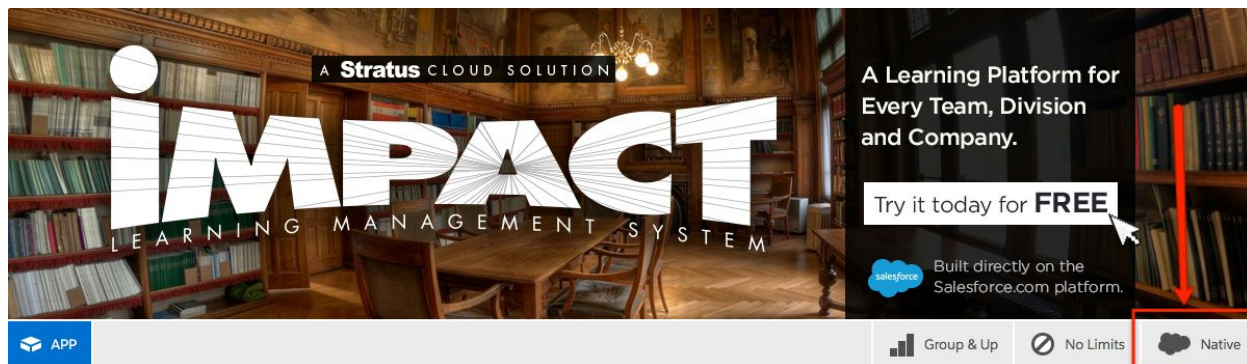 A Stratus CLOUD SOLUTION
iMPACT
LEARNING MANAGEMENT SYSTEM
A Learning Platform for
Every Team, Division
and Company.
Try it today for FREE
salesforce
Built directly on the
Salesforce.com platform.
APP
Group & Up
No Limits
Native